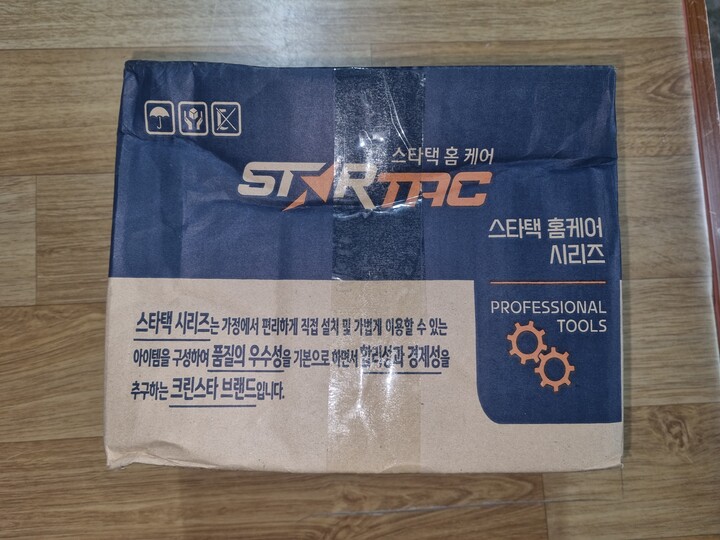 스타택 홈 케어
STARTAC
스타택 홈케어
시리즈
PROFESSIONAL
TOOLS
스타택 시리즈는 가정에서 편리하게 직접 설치 및 가볍게 이용할 수 있는
아이템을 구성하여 품질의 우수성을 기본으로 하면서 합리성과 경제성을
추구하는 크린스타 브랜드입니다.